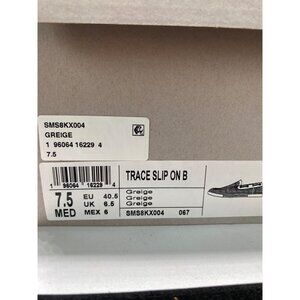 SMS8KX004
GREIGE
1 96064 16229 4
7.5
TRACE SLIP ON B
1 96064 16229 4
7.5 EU 40.5 Greige
UK 6.5 Greige
MED MEX 6 Greige
SMS8KX004 067